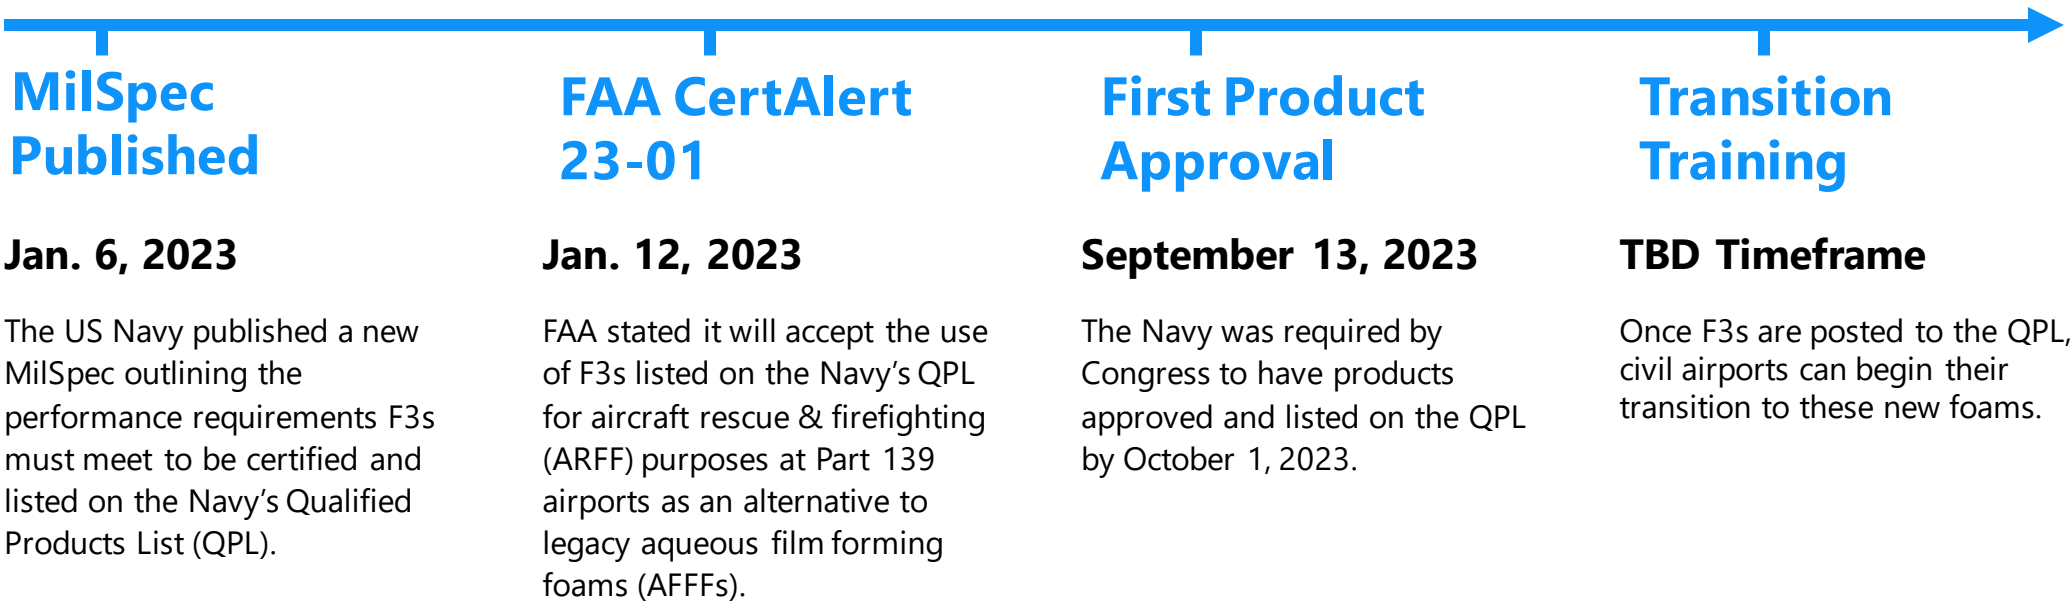 MilSpec
Published
Jan. 6, 2023
The US Navy published a new
MilSpec outlining the
performance requirements F3s
must meet to be certified and
listed on the Navy's Qualified
Products List (QPL).
FAA CertAlert
23-01
Jan. 12, 2023
FAA stated it will accept the use
of F3s listed on the Navy's QPL
for aircraft rescue & firefighting
(ARFF) purposes at Part 139
airports as an alternative to
legacy aqueous film forming
foams (AFFFs).
First Product
Approval
September 13, 2023
The Navy was required by
Congress to have products
approved and listed on the QPL
by October 1, 2023.
Transition
Training
TBD Timeframe
Once F3s are posted to the QPL,
civil airports can begin their
transition to these new foams.